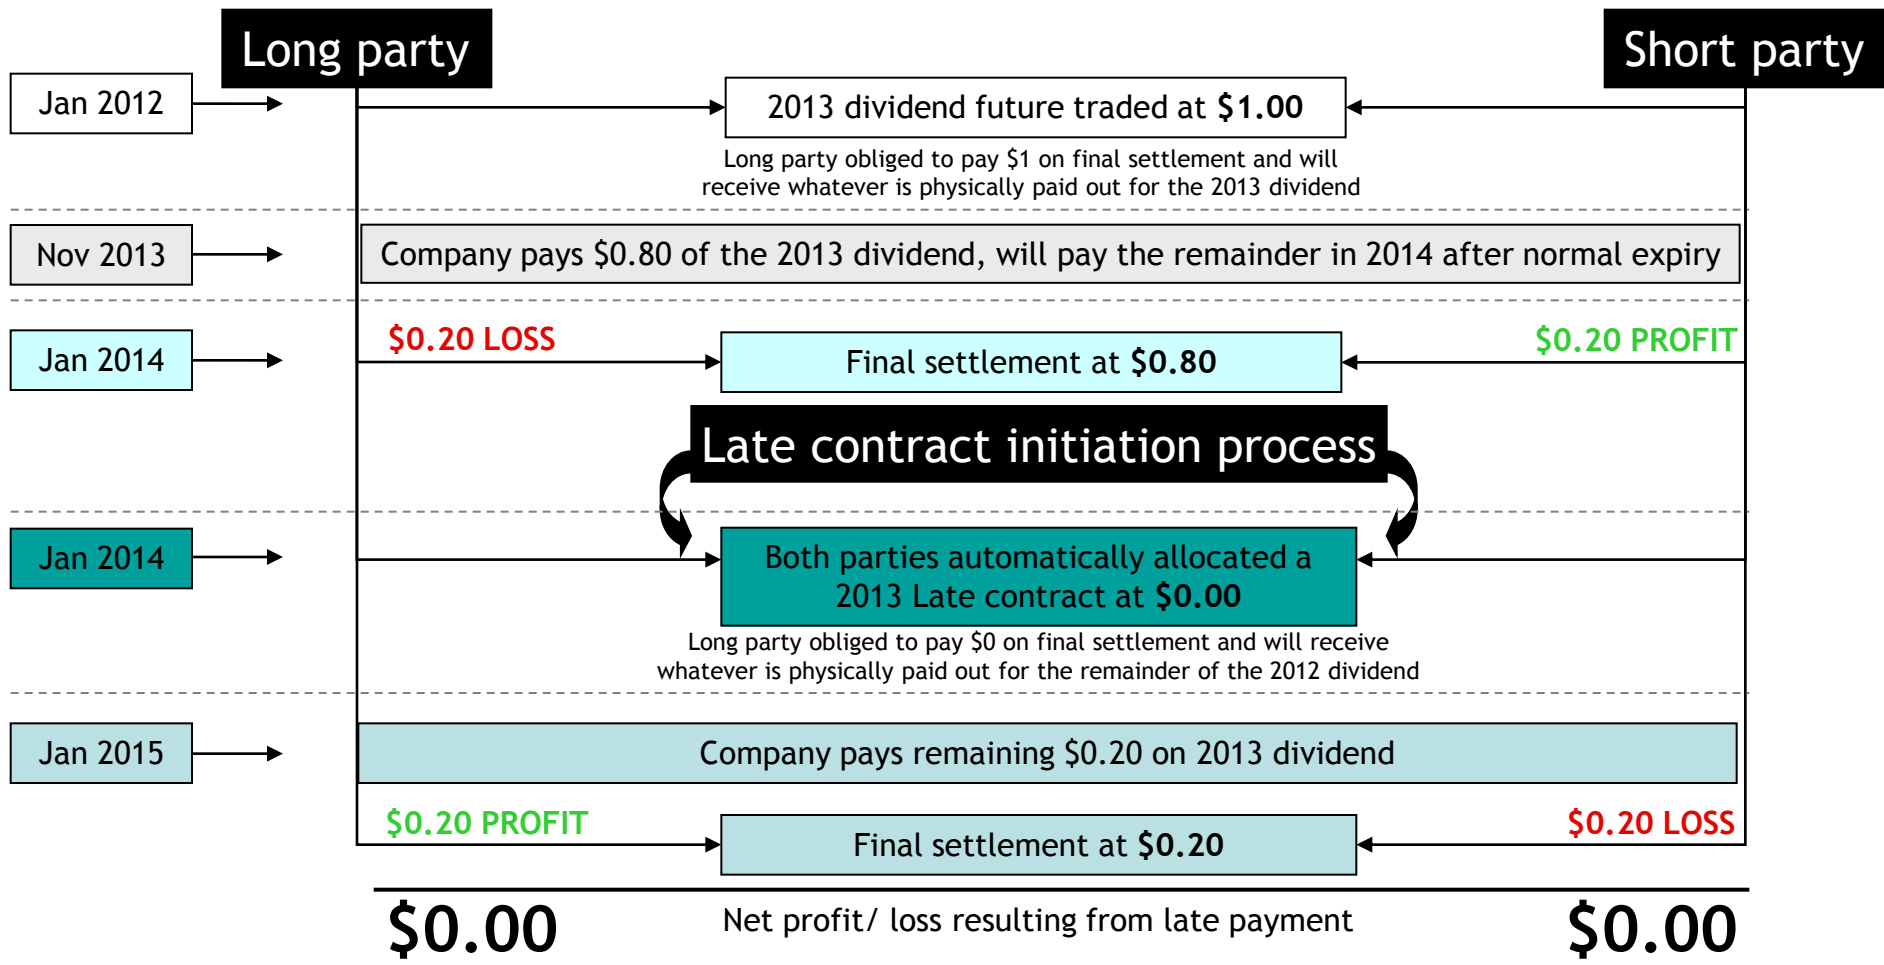 Long party
Short party
Jan 2012
2013 dividend future traded at $1.00
Long party obliged to pay $1 on final settlement and will
receive whatever is physically paid out for the 2013 dividend
Nov 2013
Company pays $0.80 of the 2013 dividend, will pay the remainder in 2014 after normal expiry
Jan 2014
$0.20 LOSS
Final settlement at $0.80
$0.20 PROFIT
Late contract initiation process
Jan 2014
Both parties automatically allocated a
2013 Late contract at $0.00
Long party obliged to pay $0 on final settlement and will receive
whatever is physically paid out for the remainder of the 2012 dividend
Jan 2015
Company pays remaining $0.20 on 2013 dividend
$0.20 PROFIT
Final settlement at $0.20
$0.20 LOSS
$0.00
Net profit/ loss resulting from late payment
$0.00